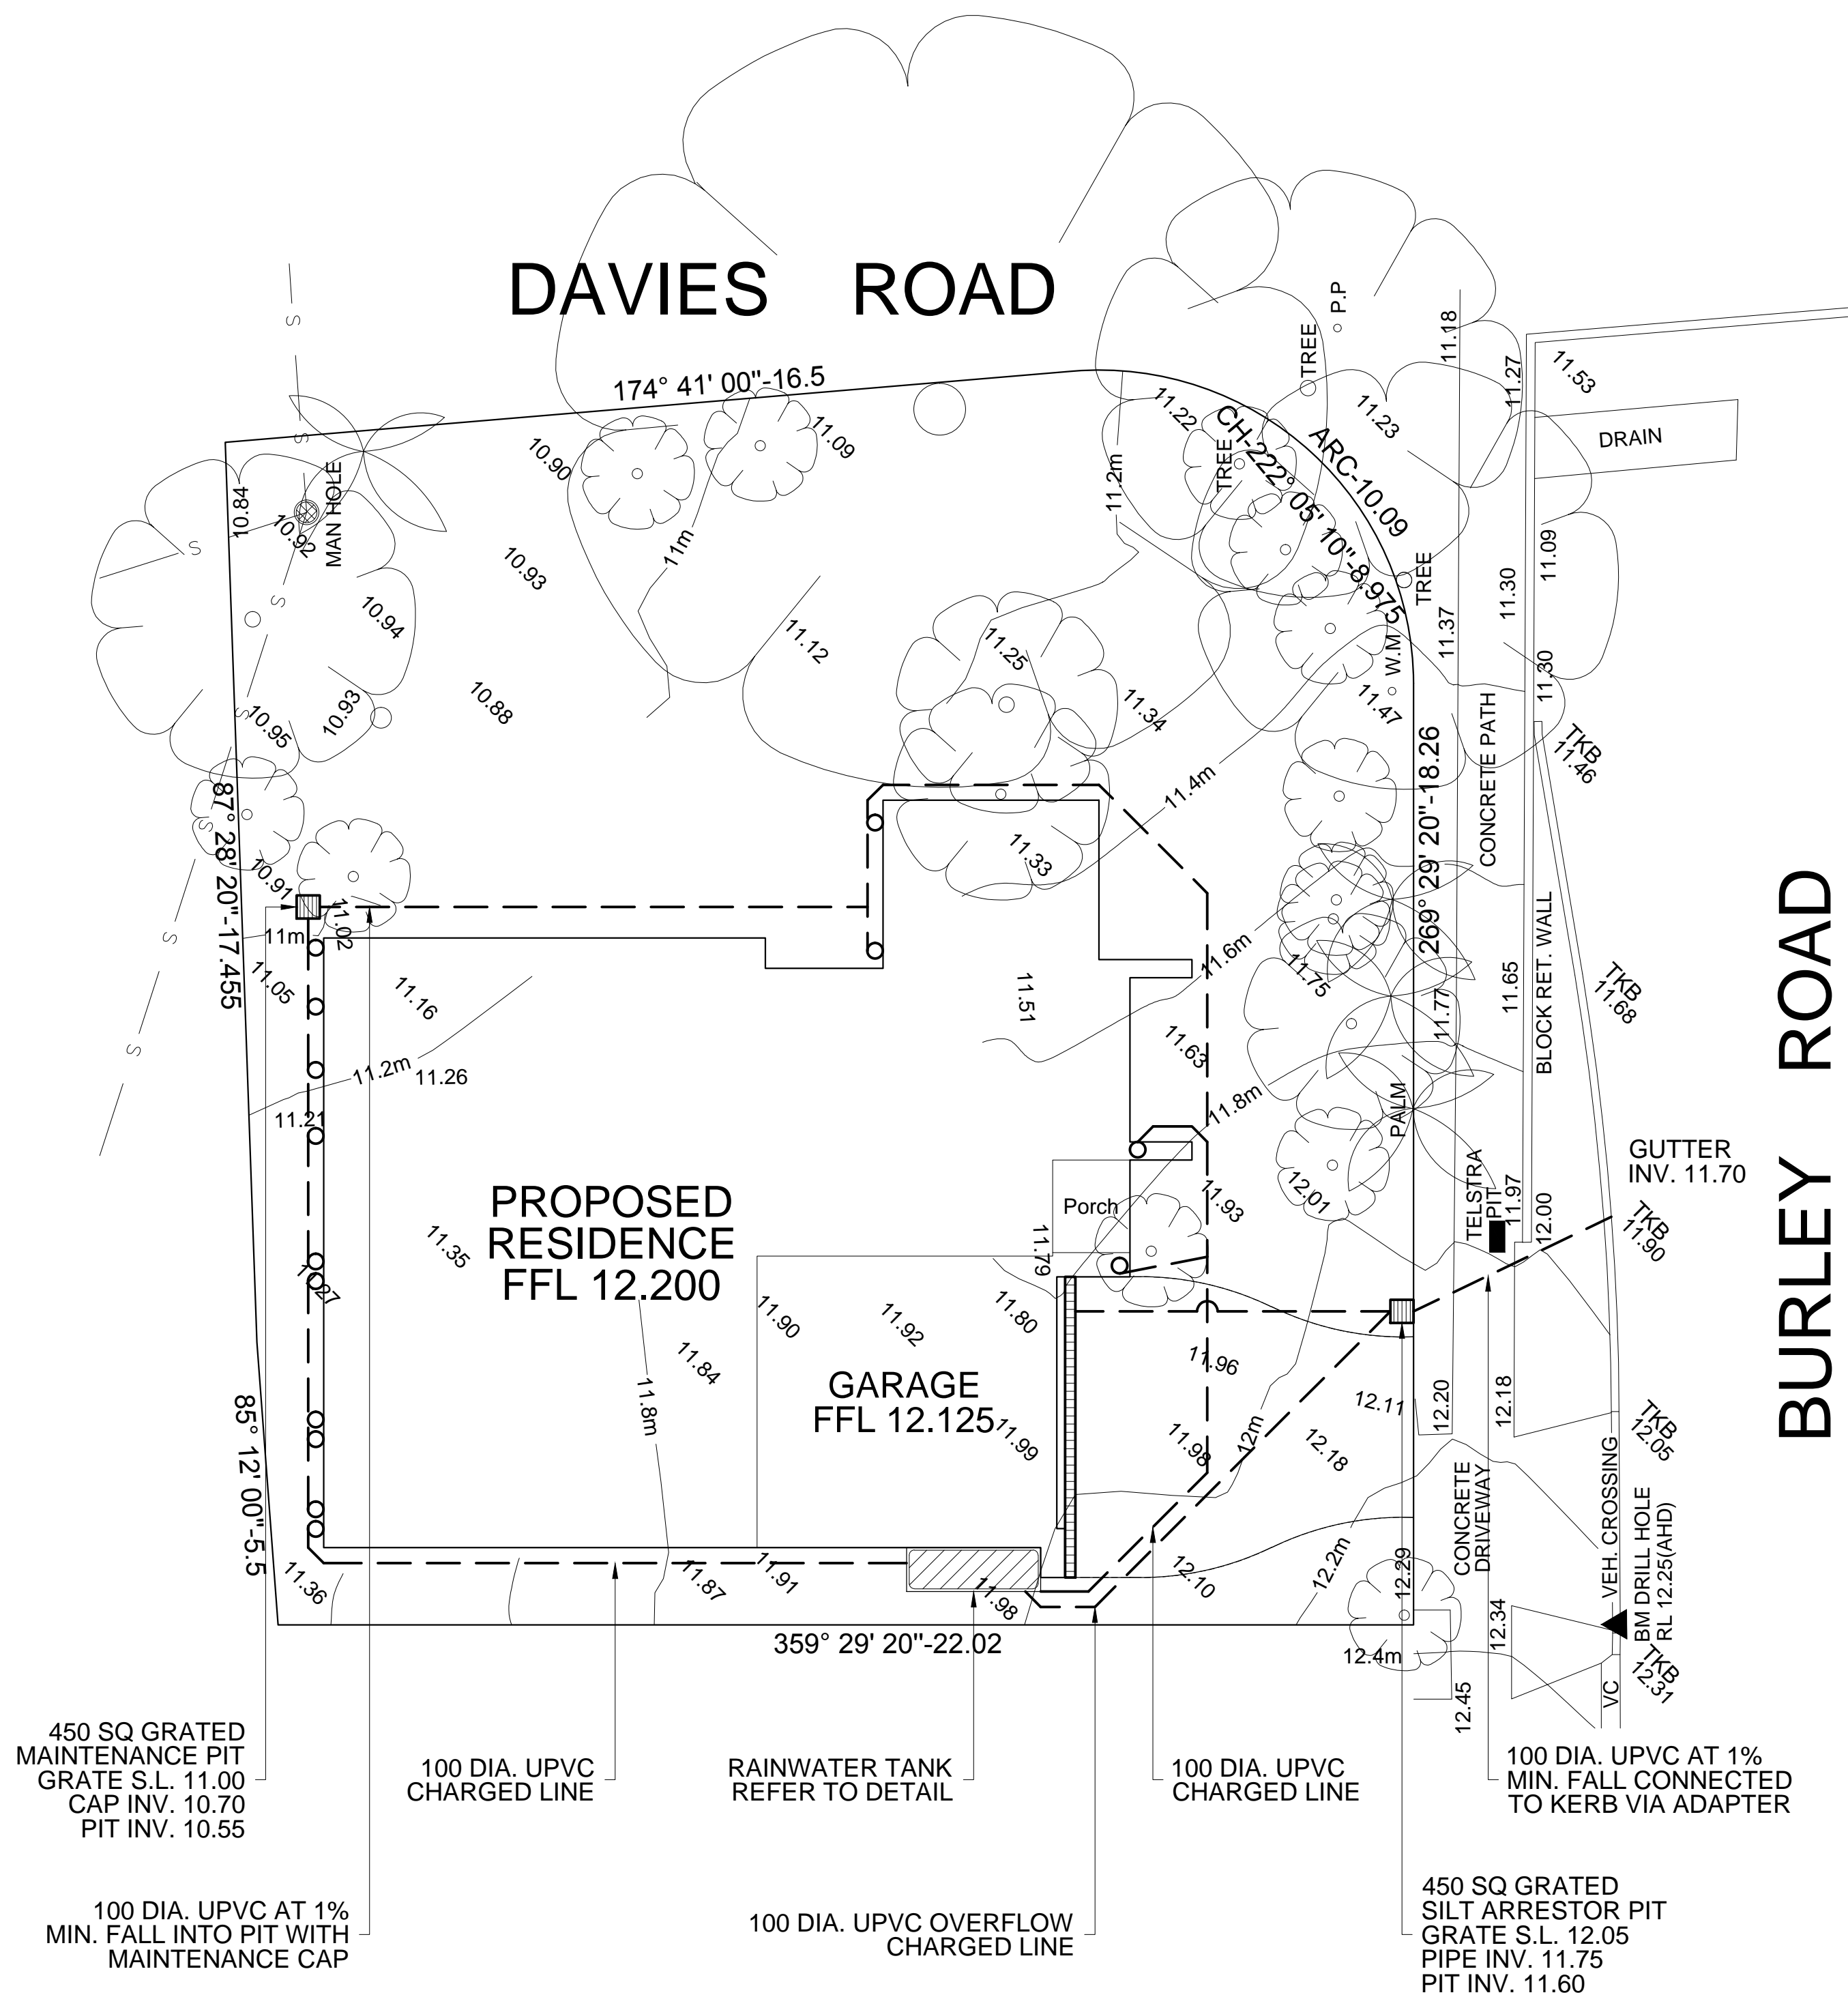 DAVIES ROAD
174° 41' 00"-16.5
S
S
S
S
S
S
S
S
10.84
10.92
MAN HOLE
10.90
11.09
10.93
10.94
11m
11.12
11.25
10.88
10.93
10.95
11.34
11.2m
11.22
TREE
TREE
P.P
11.23
CH-222° 05' 10"-8.975
ARC-10.09
TREE
11.18
11.27
11.53
DRAIN
11.09
11.30
11.37
11.30
W.M
11.47
CONCRETE PATH
TKB
11.46
269° 29' 20"-18.26
11.4m
11.33
87° 28' 20"-17.455
10.91
11.02
11m
11.05
11.16
11.2m
11.26
11.21
11.51
11.6m
11.75
11.63
11.77
11.65
BLOCK RET. WALL
TKB
11.68
11.8m
PALM
BURLEY ROAD
GUTTER
INV. 11.70
TELSTRA
PIT
11.97
12.00
TKB
11.90
12.01
11.93
Porch
11.79
PROPOSED
RESIDENCE
FFL 12.200
11.35
11.27
11.90
11.92
11.80
11.84
11.8m
GARAGE
FFL 12.125
11.99
11.96
11.98
12m
12.18
12.11
12.20
12.18
TKB
12.05
85° 12' 00"-5.5
11.36
11.87
11.91
11.98
12.10
12.2m
12.29
CONCRETE
DRIVEWAY
VEH. CROSSING
BM DRILL HOLE
RL 12.25(AHD)
12.34
12.4m
12.45
VC
TKB
12.31
359° 29' 20"-22.02
450 SQ GRATED
MAINTENANCE PIT
GRATE S.L. 11.00
CAP INV. 10.70
PIT INV. 10.55
100 DIA. UPVC
CHARGED LINE
RAINWATER TANK
REFER TO DETAIL
100 DIA. UPVC
CHARGED LINE
100 DIA. UPVC AT 1%
MIN. FALL CONNECTED
TO KERB VIA ADAPTER
100 DIA. UPVC AT 1%
MIN. FALL INTO PIT WITH
MAINTENANCE CAP
100 DIA. UPVC OVERFLOW
CHARGED LINE
450 SQ GRATED
SILT ARRESTOR PIT
GRATE S.L. 12.05
PIPE INV. 11.75
PIT INV. 11.60